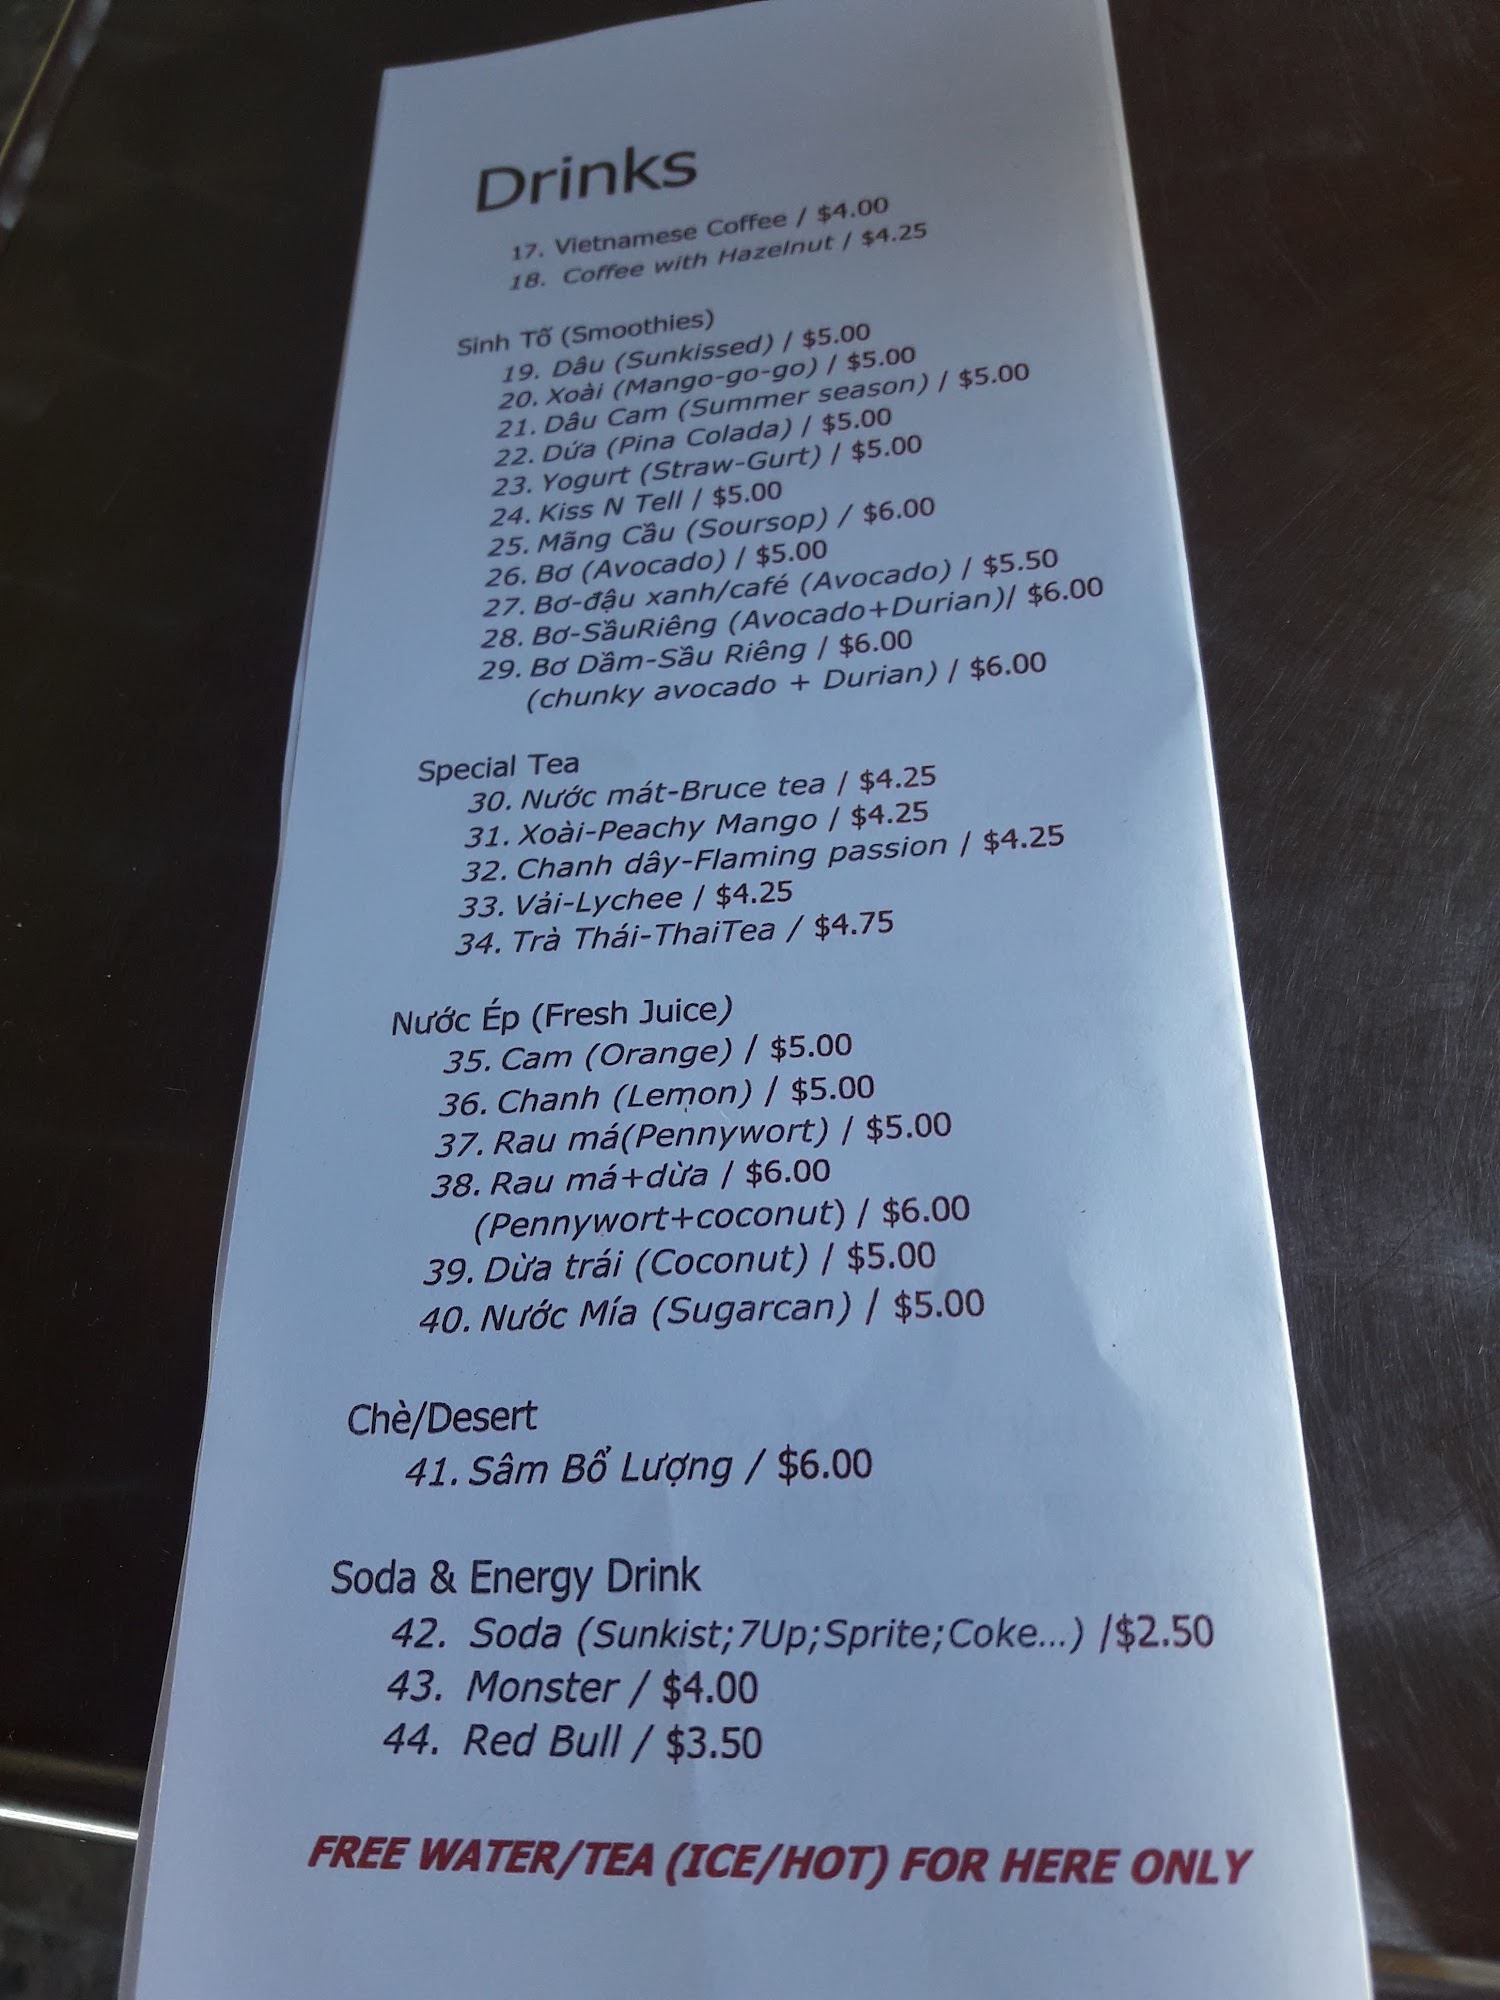 Drinks
17. Vietnamese Coffee / $4.00
18. Coffee with Hazelnut / $4.25
Sinh Tố (Smoothies)
19. Dâu (Sunkissed) / $5.00
20. Xoài (Mango-go-go) / $5.00
21. Dâu Cam (Summer season) / $5.00
22. Dứa (Pina Colada) / $5.00
23. Yogurt (Straw-Gurt) / $5.00
24. Kiss N Tell / $5.00
25. Mãng Cầu (Soursop) / $6.00
26. Bơ (Avocado) / $5.00
27. Bơ-đậu xanh/café (Avocado) / $5.50
28. Bơ-SầuRiêng (Avocado+Durian)/ $6.00
29. Bơ Dầm-Sầu Riêng / $6.00
(chunky avocado + Durian) / $6.00
Special Tea
30. Nước mát-Bruce tea / $4.25
31. Xoài-Peachy Mango / $4.25
32. Chanh dây-Flaming passion / $4.25
33. Vải-Lychee / $4.25
34. Trà Thái-ThaiTea / $4.75
Nước Ép (Fresh Juice)
35. Cam (Orange) / $5.00
36. Chanh (Lemon) / $5.00
37. Rau má(Pennywort) / $5.00
38. Rau má+dừa / $6.00
(Pennywort+coconut) / $6.00
39. Dừa trái (Coconut) / $5.00
40. Nước Mía (Sugarcan) / $5.00
Chè/Desert
41. Sâm Bổ Lượng / $6.00
Soda & Energy Drink
42. Soda (Sunkist;7Up;Sprite;Coke...) /$2.50
43. Monster / $4.00
44. Red Bull / $3.50
FREE WATER/TEA (ICE/HOT) FOR HERE ONLY